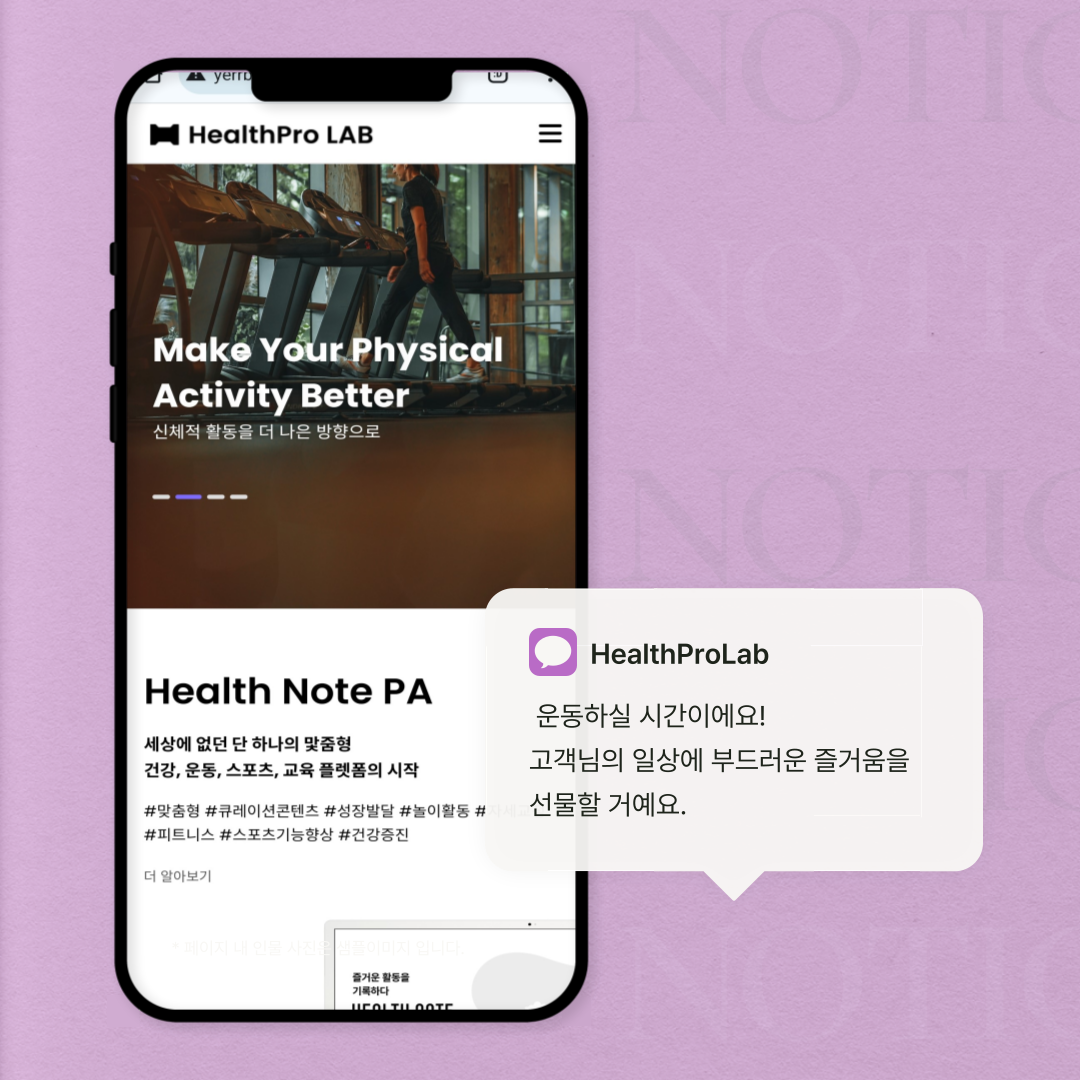 NOTIC
yerrb
HealthPro LAB
NOTIC
Make Your Physical
Activity Better
신체적 활동을 더 나은 방향으로
NOTIC
Health Note PA
세상에 없던 단 하나의 맟춤형
건강, 운동, 스포츠, 교육 플렛폼의 시작
#맞춤형 #큐레이션콘텐츠 #성장발달 #놀이활동 #자세교
#피트니스 #스포츠기능향상 #건강증진
더 알아보기
* 페이지 내 인물 사진은 샘플이미지 입니다.
즐거운 활동을
기록하다
HEALTH NOTE
HealthProLab
운동하실 시간이에요!
고객님의 일상에 부드러운 즐거움을
선물할 거예요.
NOTIC
NOTIC